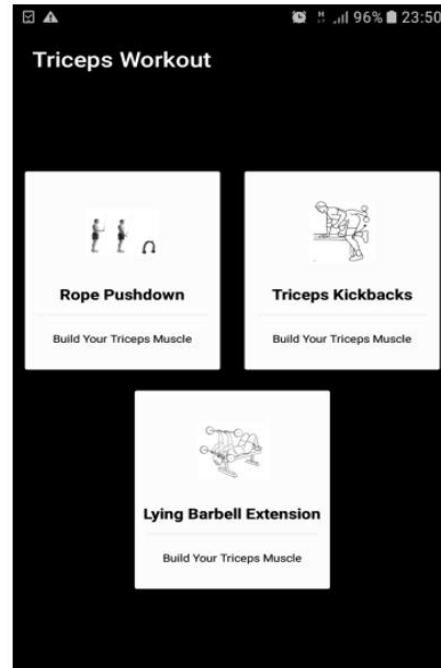 96% 23:50
Triceps Workout
Rope Pushdown
Triceps Kickbacks
Build Your Triceps Muscle
Build Your Triceps Muscle
Lying Barbell Extension
Build Your Triceps Muscle